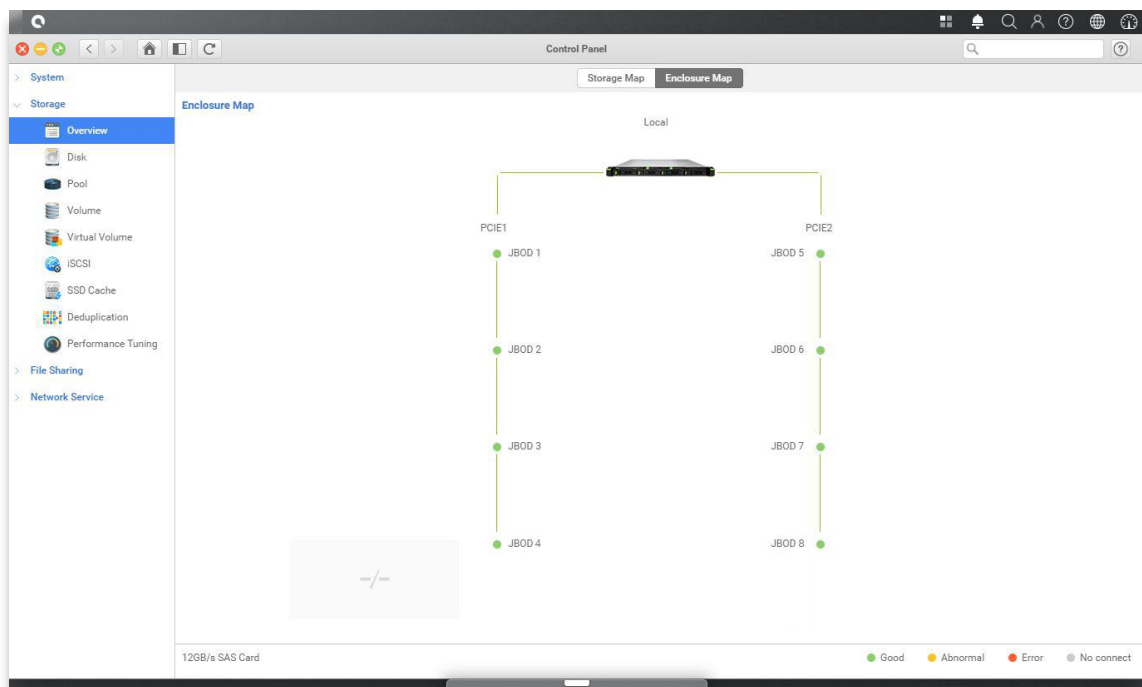 Control Panel
System
Storage
Overview
Disk
Pool
Volume
Virtual Volume
iSCSI
SSD Cache
Deduplication
Performance Tuning
File Sharing
Network Service
Storage Map Enclosure Map
Enclosure Map
Local
PCIE1 PCIE2
JBOD 1 JBOD 5
JBOD 2 JBOD 6
JBOD 3 JBOD 7
JBOD 4 JBOD 8
-/-
12GB/s SAS Card
Good Abnormal Error No connect